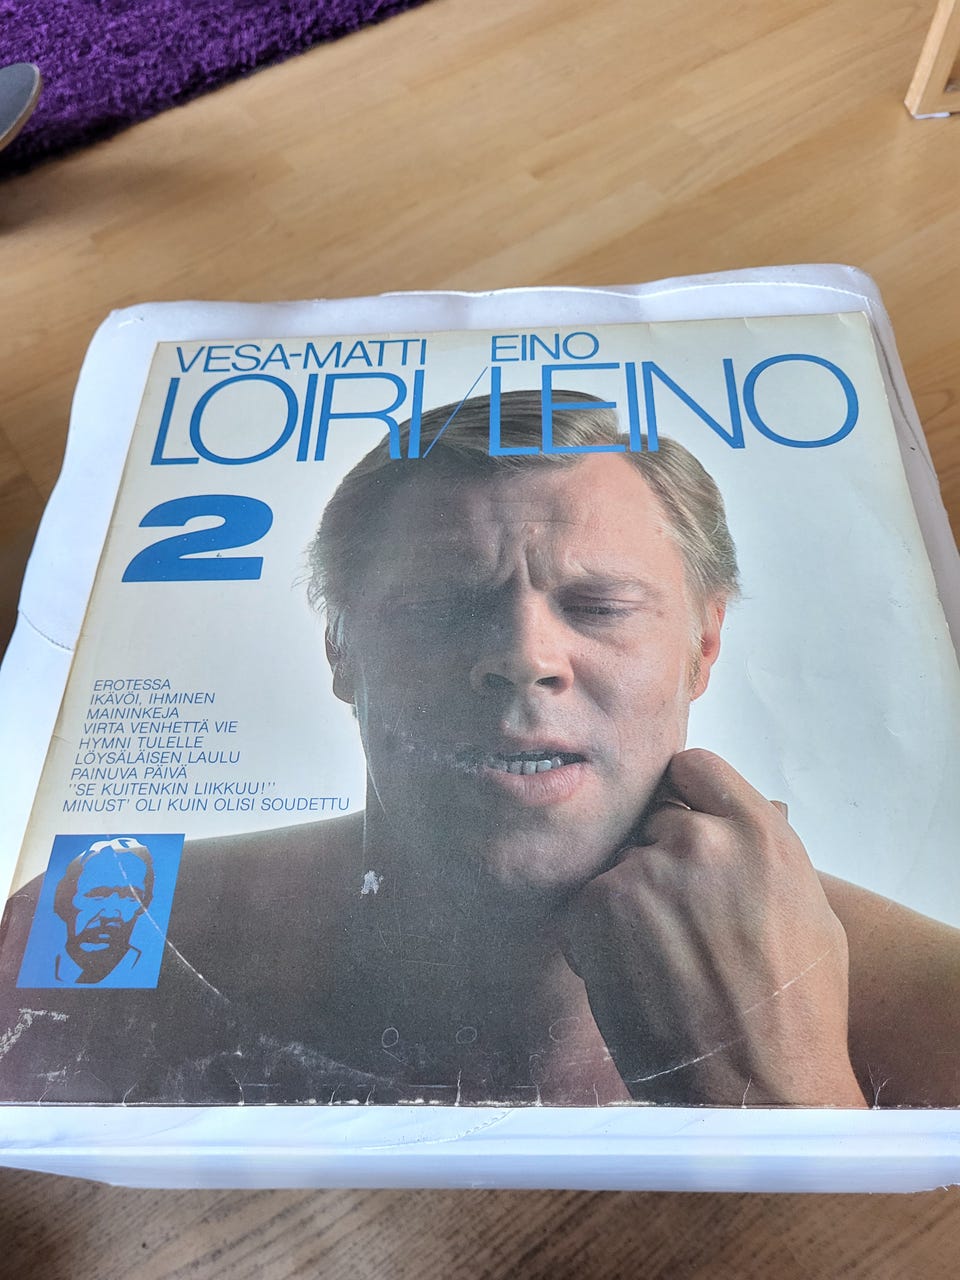 VESA-MATTI
LOIRI/
EINO
LEINO
2
EROTESSA
IKÄVÖI, IHMINEN
MAININKEJA
VIRTA VENHETTÄ VIE
HYMNI TULELLE
LÖYSÄLÄISEN LAULU
PAINUVA PÄIVÄ
"SE KUITENKIN LIIKKUU!"
MINUST' OLI KUIN OLISI SOUDETTU